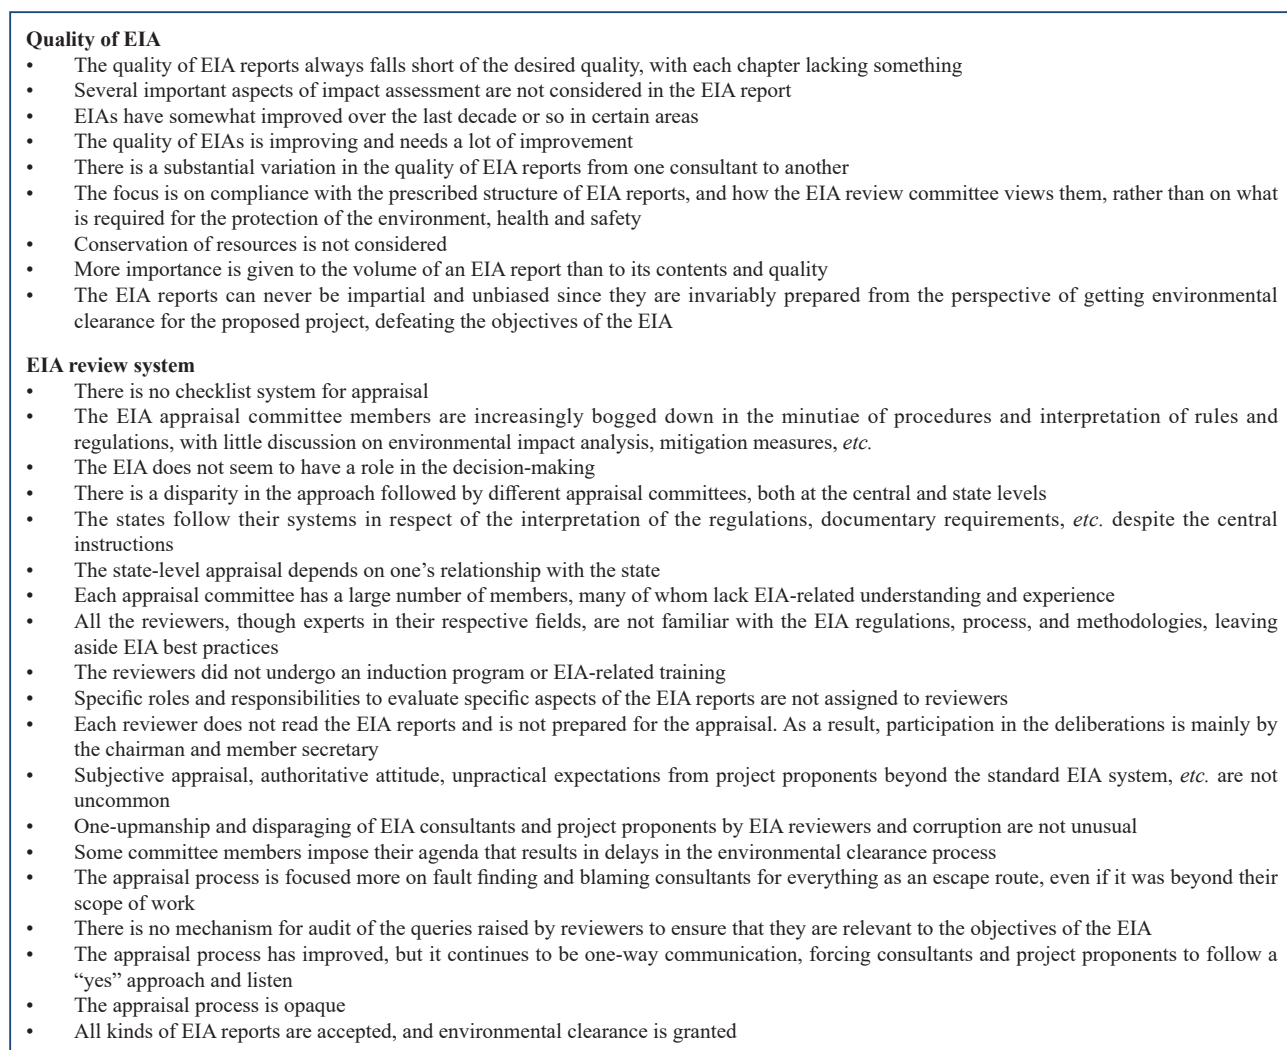 Quality of EIA
• The quality of EIA reports always falls short of the desired quality, with each chapter lacking something
• Several important aspects of impact assessment are not considered in the EIA report
• EIAs have somewhat improved over the last decade or so in certain areas
• The quality of EIAs is improving and needs a lot of improvement
• There is a substantial variation in the quality of EIA reports from one consultant to another
• The focus is on compliance with the prescribed structure of EIA reports, and how the EIA review committee views them, rather than on what
is required for the protection of the environment, health and safety
• Conservation of resources is not considered
• More importance is given to the volume of an EIA report than to its contents and quality
• The EIA reports can never be impartial and unbiased since they are invariably prepared from the perspective of getting environmental
clearance for the proposed project, defeating the objectives of the EIA
EIA review system
• There is no checklist system for appraisal
• The EIA appraisal committee members are increasingly bogged down in the minutiae of procedures and interpretation of rules and
regulations, with little discussion on environmental impact analysis, mitigation measures, etc.
• The EIA does not seem to have a role in the decision-making
• There is a disparity in the approach followed by different appraisal committees, both at the central and state levels
• The states follow their systems in respect of the interpretation of the regulations, documentary requirements, etc. despite the central
instructions
• The state-level appraisal depends on one's relationship with the state
• Each appraisal committee has a large number of members, many of whom lack EIA-related understanding and experience
• All the reviewers, though experts in their respective fields, are not familiar with the EIA regulations, process, and methodologies, leaving
aside EIA best practices
• The reviewers did not undergo an induction program or EIA-related training
• Specific roles and responsibilities to evaluate specific aspects of the EIA reports are not assigned to reviewers
• Each reviewer does not read the EIA reports and is not prepared for the appraisal. As a result, participation in the deliberations is mainly by
the chairman and member secretary
• Subjective appraisal, authoritative attitude, unpractical expectations from project proponents beyond the standard EIA system, etc. are not
uncommon
• One-upmanship and disparaging of EIA consultants and project proponents by EIA reviewers and corruption are not unusual
• Some committee members impose their agenda that results in delays in the environmental clearance process
• The appraisal process is focused more on fault finding and blaming consultants for everything as an escape route, even if it was beyond their
scope of work
• There is no mechanism for audit of the queries raised by reviewers to ensure that they are relevant to the objectives of the EIA
• The appraisal process has improved, but it continues to be one-way communication, forcing consultants and project proponents to follow a
“yes” approach and listen
• The appraisal process is opaque
• All kinds of EIA reports are accepted, and environmental clearance is granted